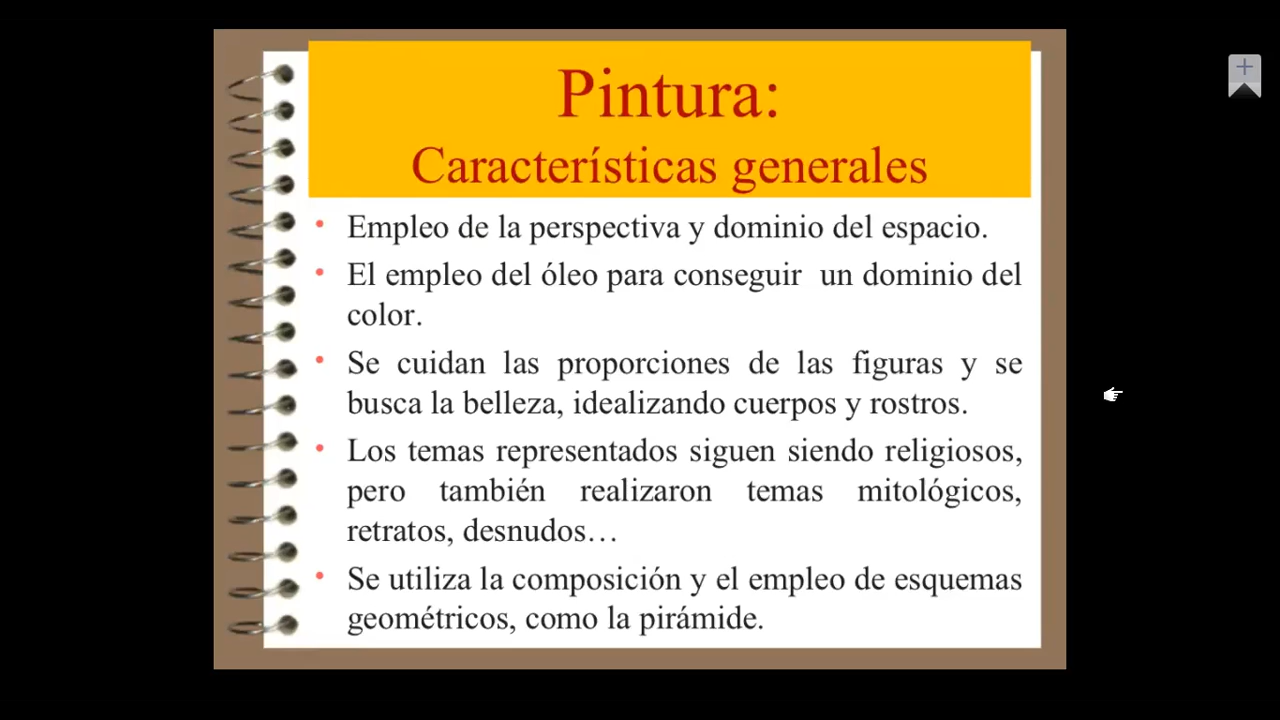 Pintura:
Características generales
• Empleo de la perspectiva y dominio del espacio.
• El empleo del óleo para conseguir  un dominio del
color.
• Se cuidan las proporciones de las figuras y se
busca la belleza, idealizando cuerpos y rostros.
• Los temas representados siguen siendo religiosos,
pero también realizaron temas mitológicos,
retratos, desnudos…
• Se utiliza la composición y el empleo de esquemas
geométricos, como la pirámide.